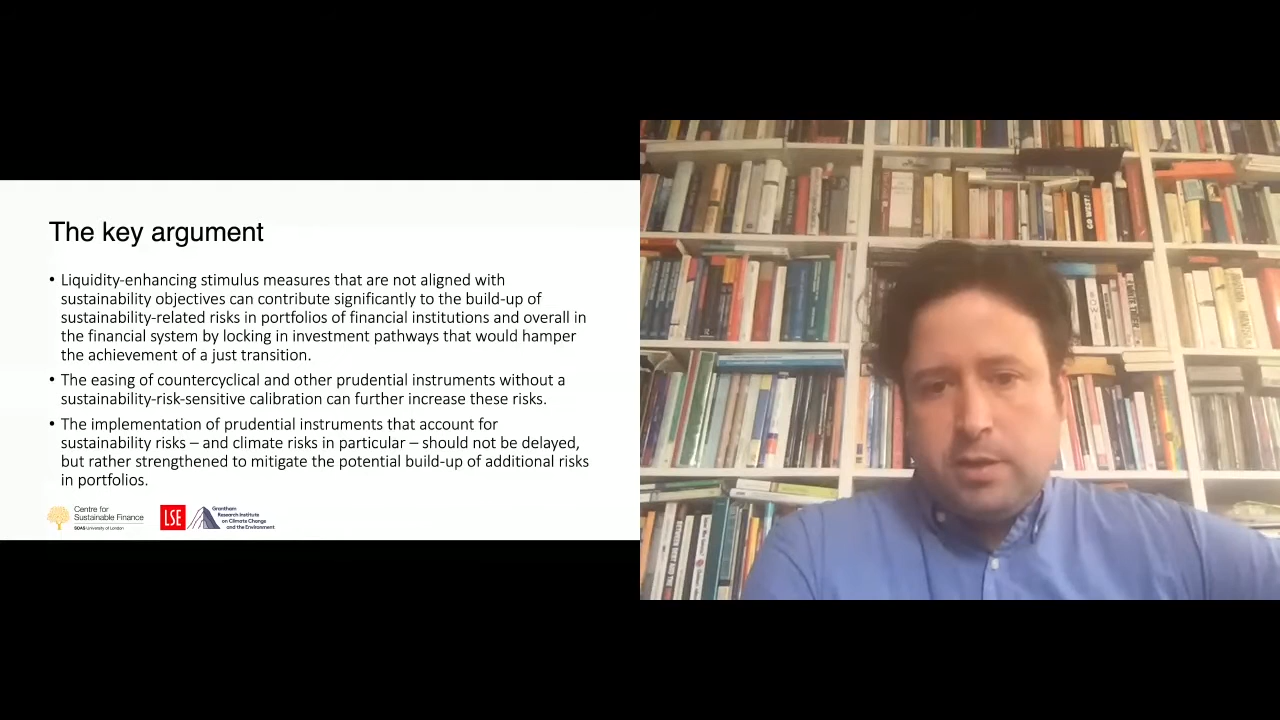 The key argument
• Liquidity-enhancing stimulus measures that are not aligned with
sustainability objectives can contribute significantly to the build-up of
sustainability-related risks in portfolios of financial institutions and overall in
the financial system by locking in investment pathways that would hamper
the achievement of a just transition.
• The easing of countercyclical and other prudential instruments without a
sustainability-risk-sensitive calibration can further increase these risks.
• The implementation of prudential instruments that account for
sustainability risks – and climate risks in particular – should not be delayed,
but rather strengthened to mitigate the potential build-up of additional risks
in portfolios.
Centre for
Sustainable Finance
SOAS University of London
LSE
Grantham
Research Institute
on Climate Change
and the Environment
GO WEST!